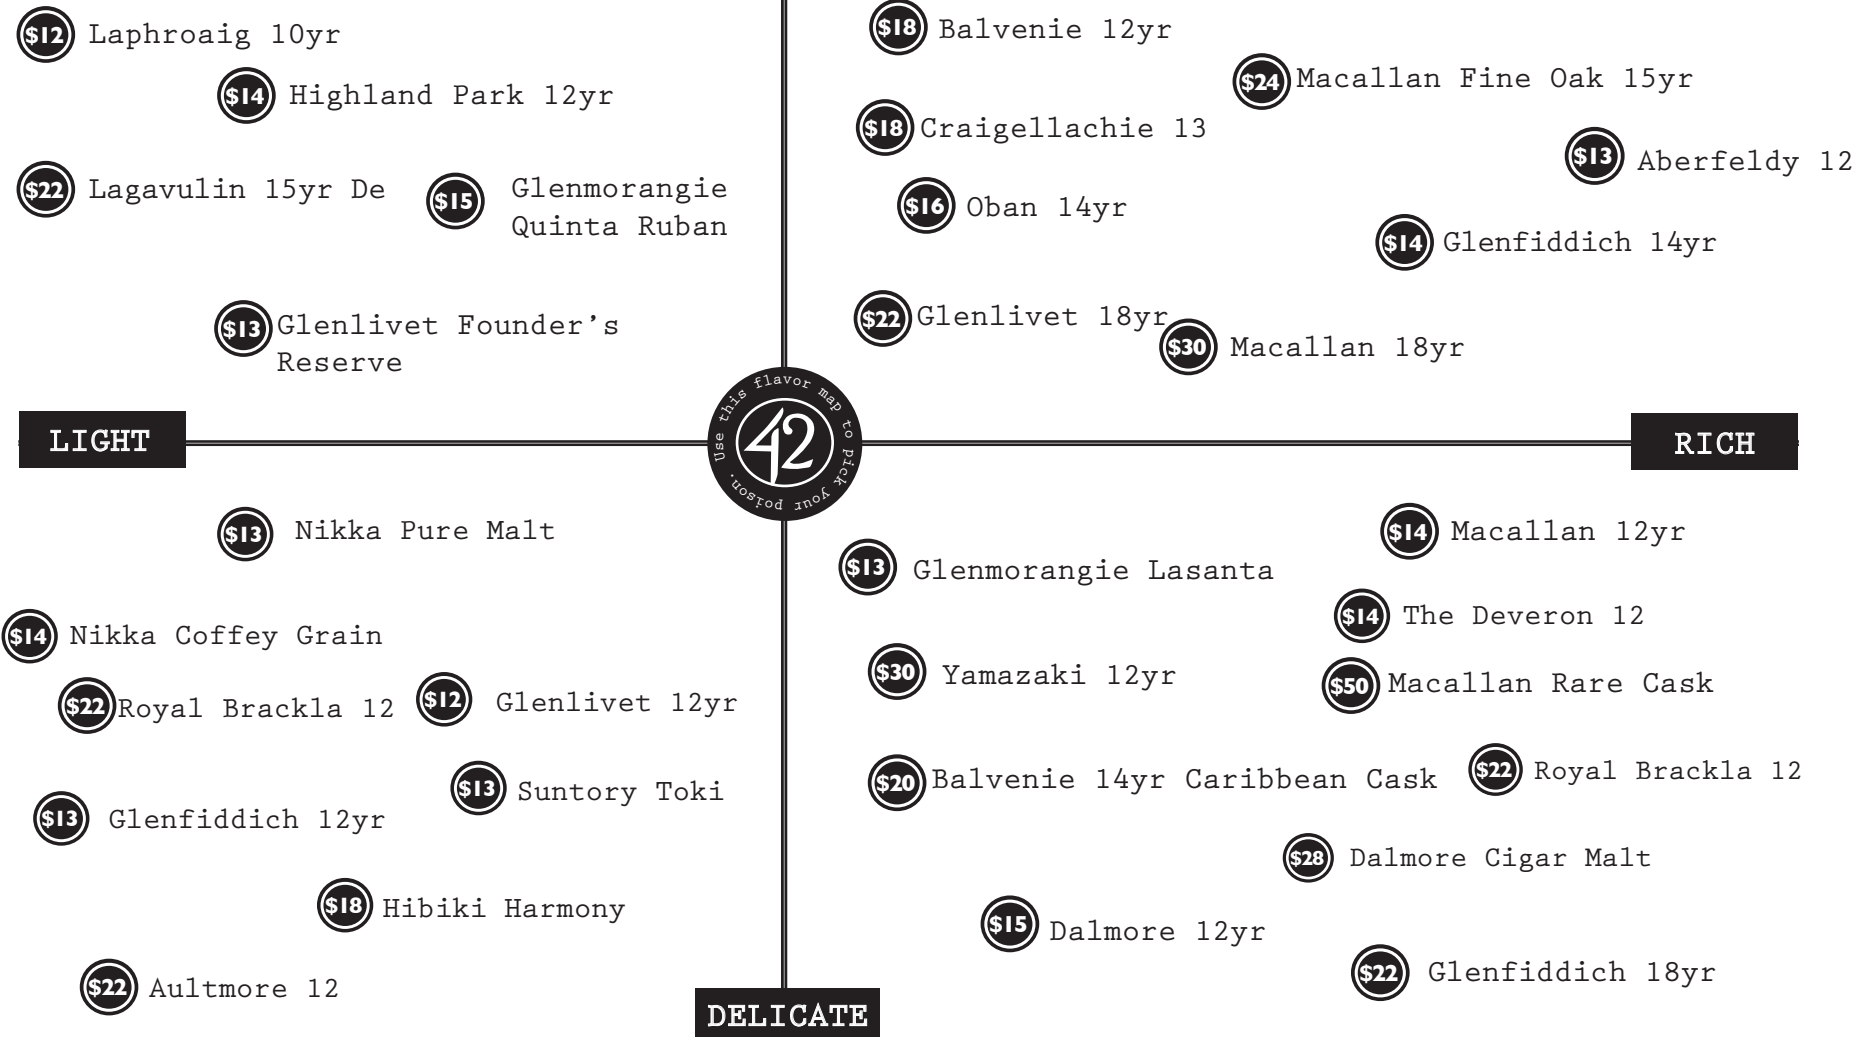 $12 Laphroaig 10yr
$14 Highland Park 12yr
$22 Lagavulin 15yr De
$15 Glenmorangie
Quinta Ruban
$13 Glenlivet Founder's
Reserve
$18 Balvenie 12yr
$24 Macallan Fine Oak 15yr
$18 Craigellachie 13
$13 Aberfeldy 12
$16 Oban 14yr
$14 Glenfiddich 14yr
$22 Glenlivet 18yr
$30 Macallan 18yr
LIGHT
Use this flavor map to pick your poison.
42
RICH
$13 Nikka Pure Malt
$14 Nikka Coffey Grain
$22 Royal Brackla 12
$12 Glenlivet 12yr
$13 Suntory Toki
$13 Glenfiddich 12yr
$18 Hibiki Harmony
$22 Aultmore 12
$14 Macallan 12yr
$13 Glenmorangie Lasanta
$14 The Deveron 12
$30 Yamazaki 12yr
$50 Macallan Rare Cask
$20 Balvenie 14yr Caribbean Cask
$22 Royal Brackla 12
$28 Dalmore Cigar Malt
$15 Dalmore 12yr
$22 Glenfiddich 18yr
DELICATE